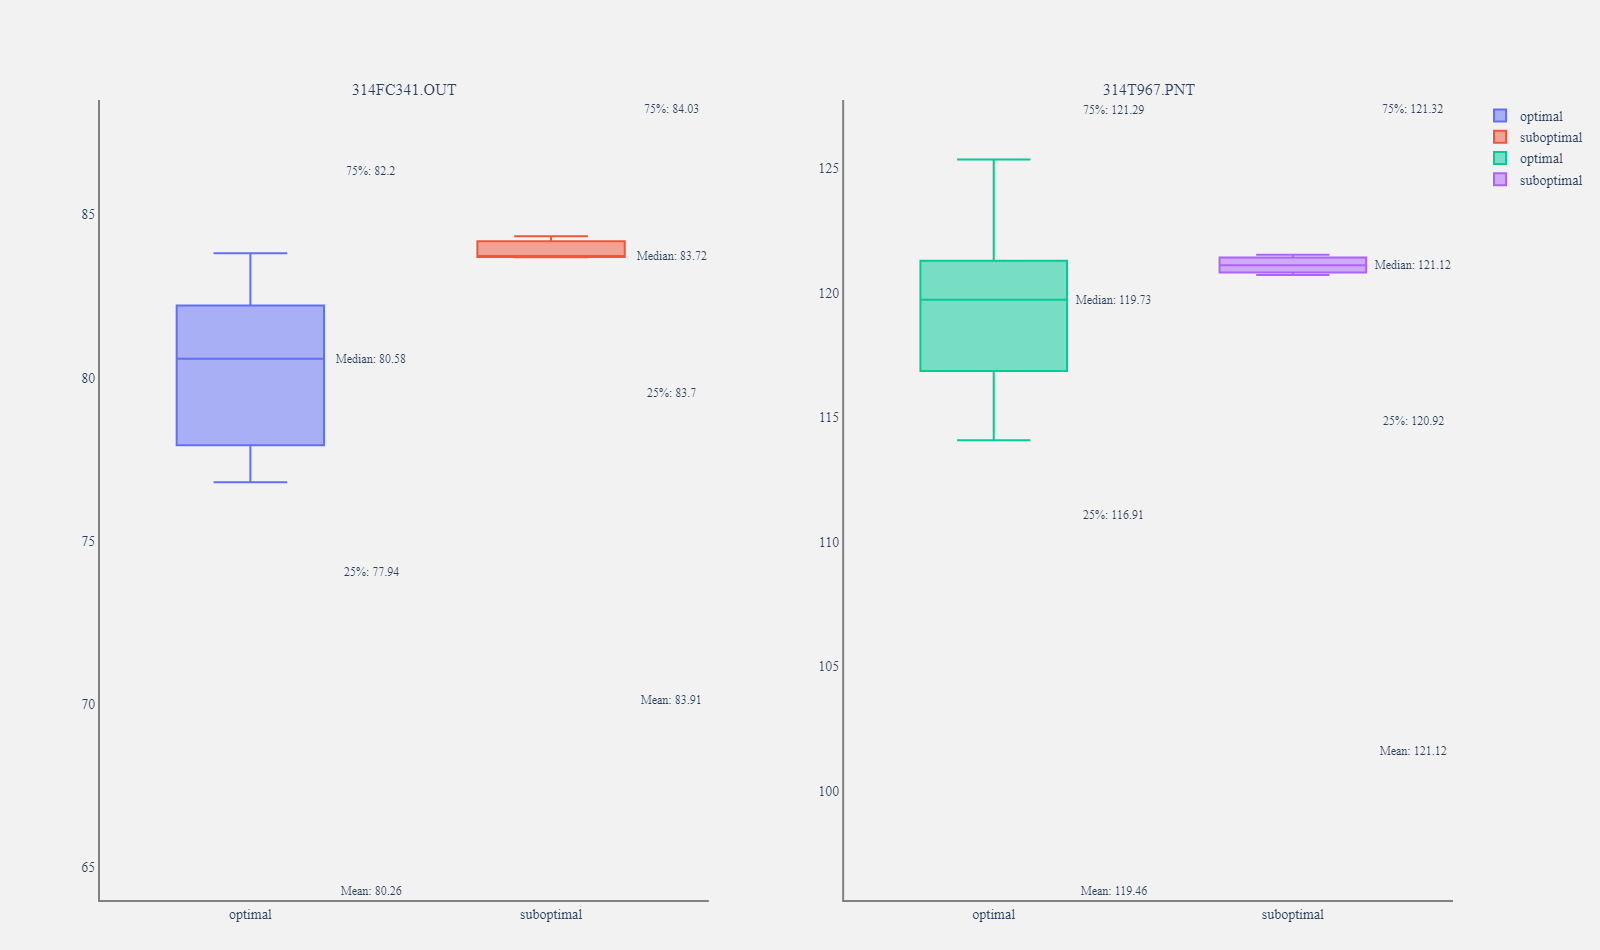 314FC341.OUT
75%: 84.03
75%: 82.2
85
Median: 83.72
Median: 80.58
80
25%: 83.7
75
25%: 77.94
70
Mean: 83.91
65
Mean: 80.26
optimal
suboptimal
314T967.PNT
75%: 121.29
75%: 121.32
125
120
Median: 121.12
Median: 119.73
115
25%: 120.92
25%: 116.91
110
105
Mean: 121.12
100
Mean: 119.46
optimal
suboptimal
optimal
suboptimal
optimal
suboptimal